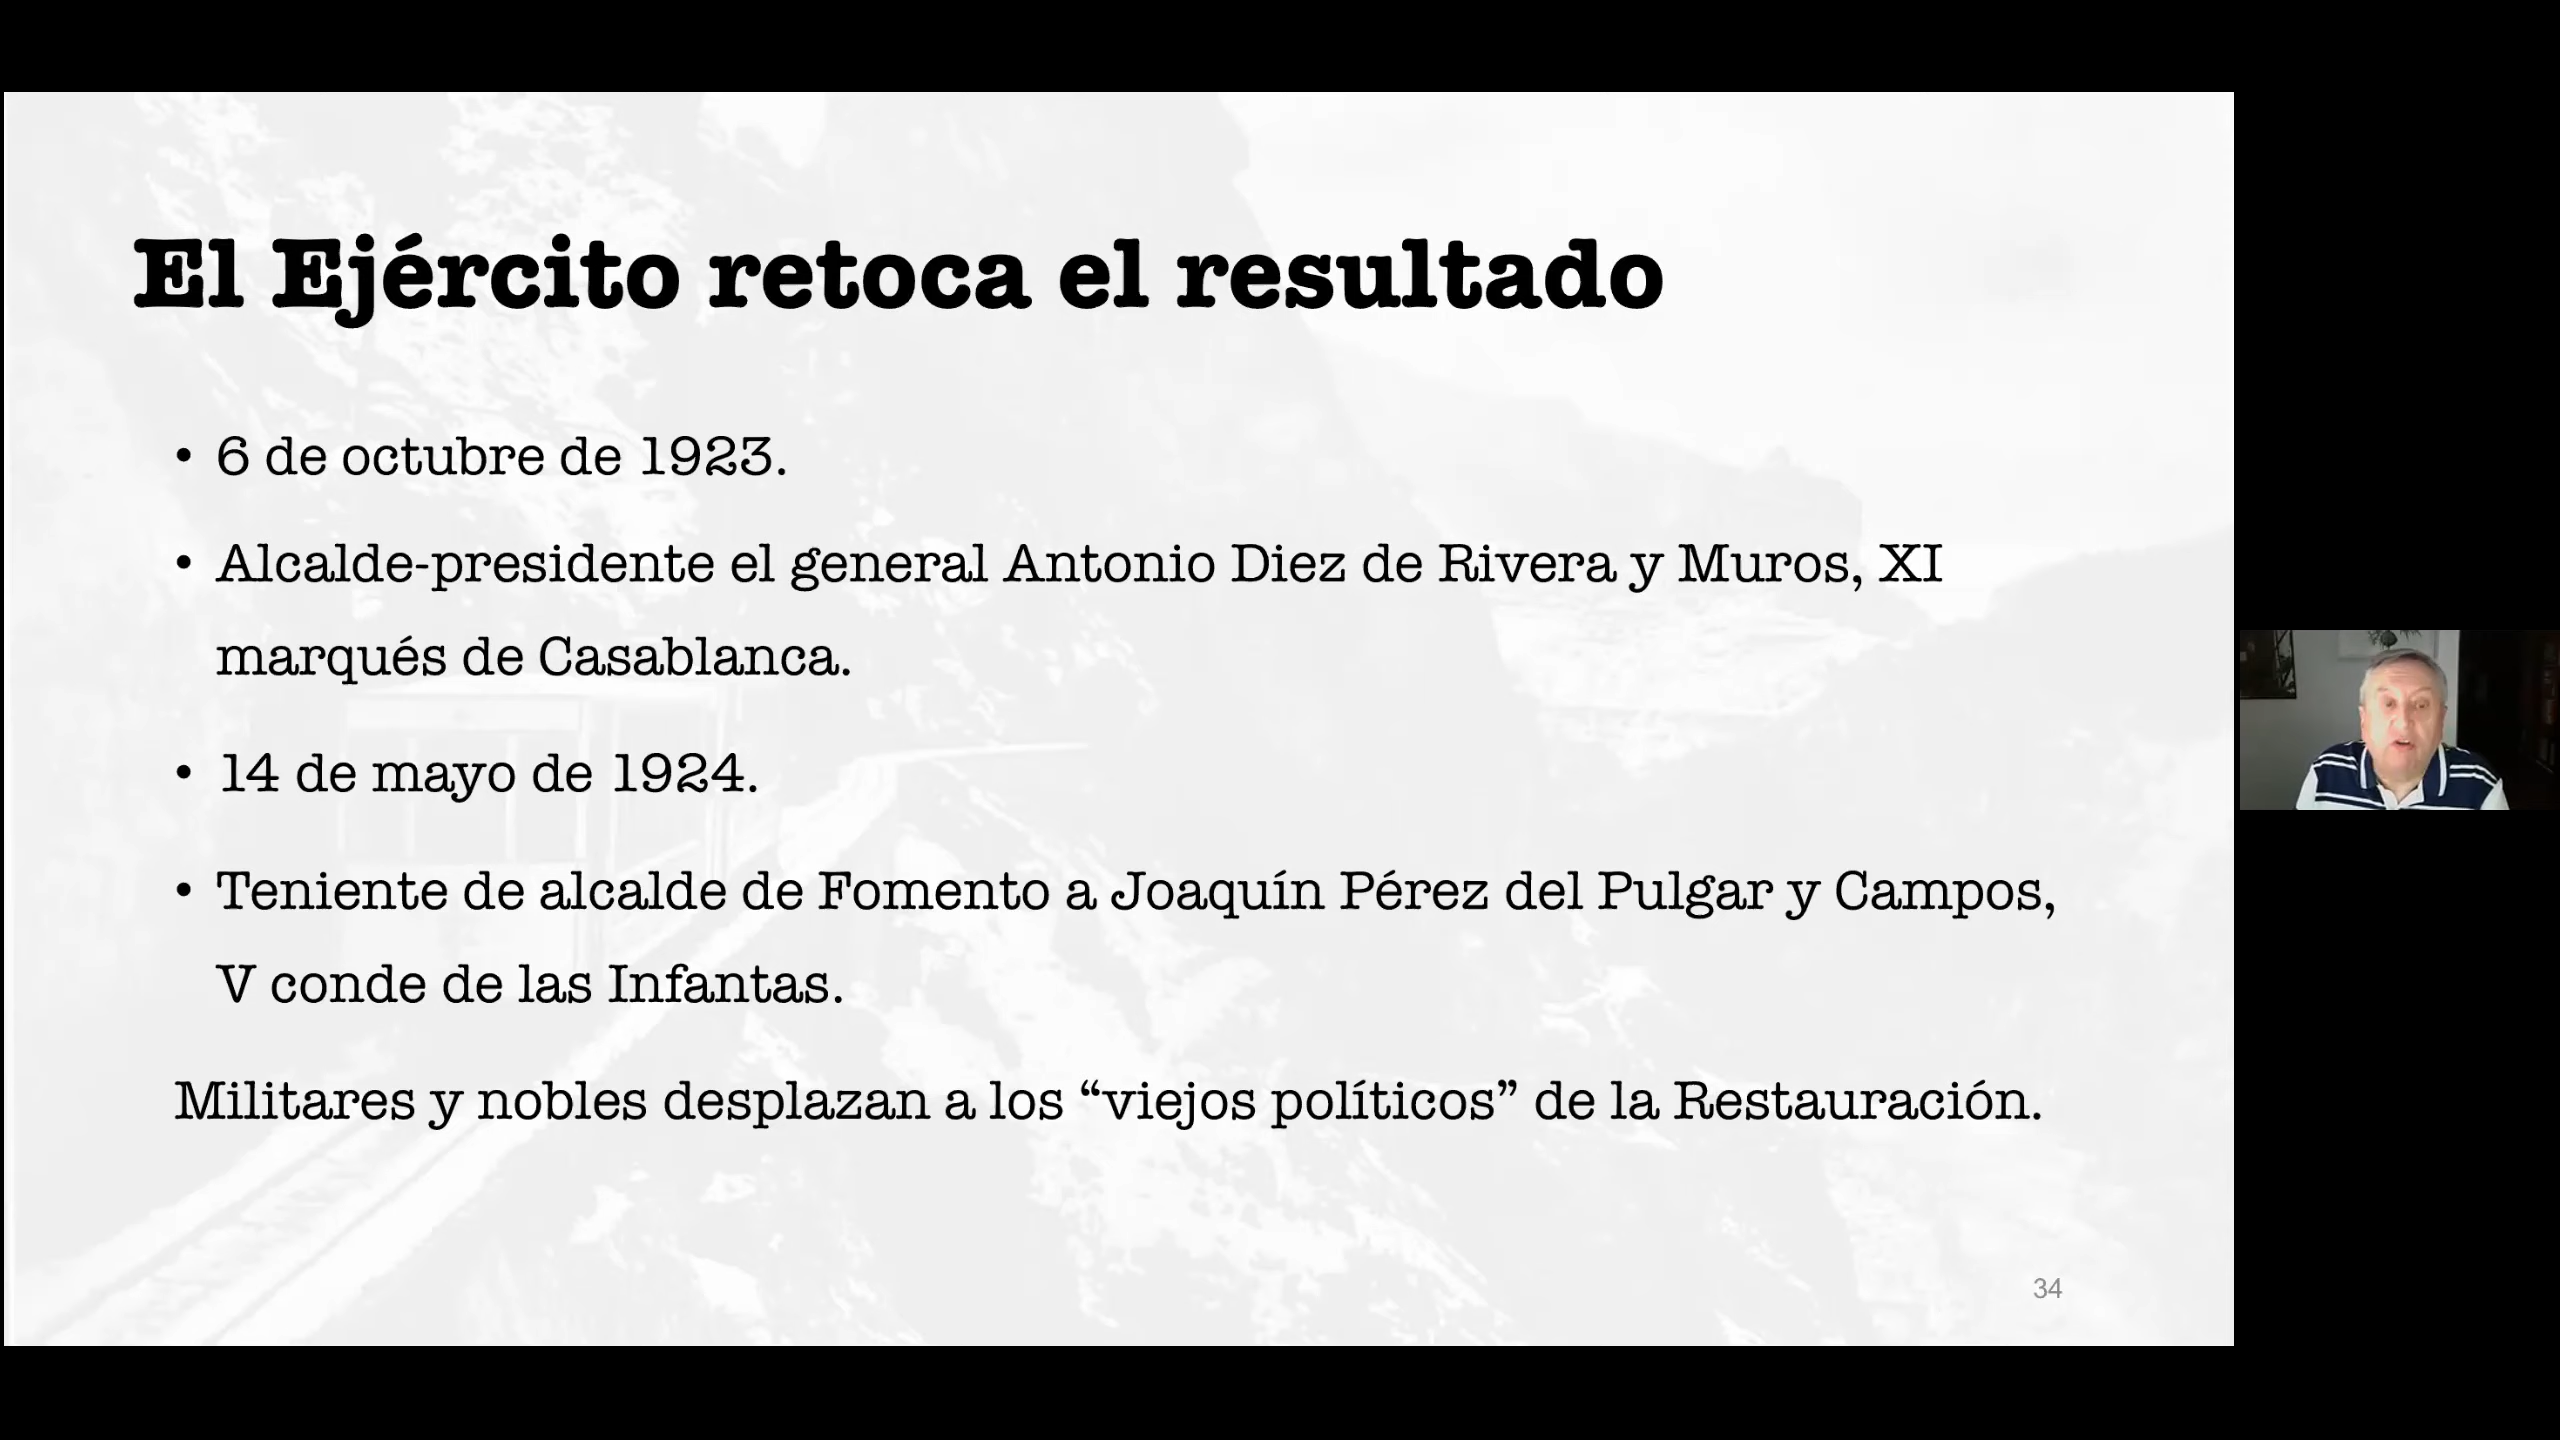 El Ejército retoca el resultado
• 6 de octubre de 1923.
• Alcalde-presidente el general Antonio Diez de Rivera y Muros, XI
marqués de Casablanca.
• 14 de mayo de 1924.
• Teniente de alcalde de Fomento a Joaquín Pérez del Pulgar y Campos,
V conde de las Infantas.
Militares y nobles desplazan a los “viejos políticos” de la Restauración.
34